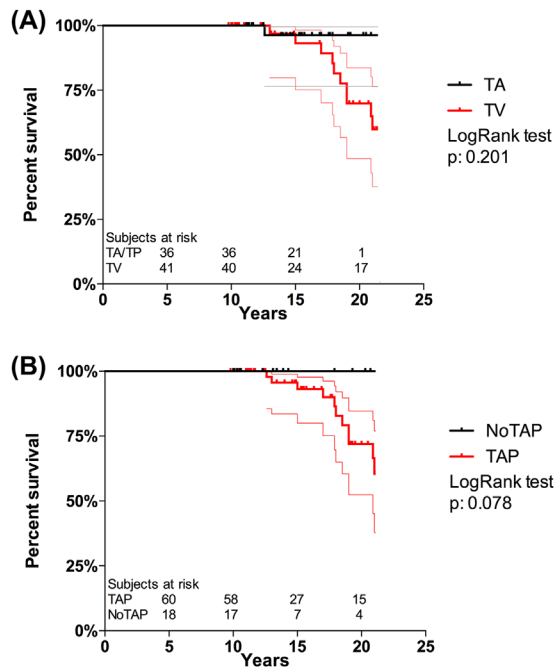 (A)
100%
75%
50%
25%
0%
Percent survival
TA
TV
LogRank test
p: 0.201
Subjects at risk
TA/TP 36 36 21 1
TV 41 40 24 17
0 5 10 15 20 25
Years
(B)
100%
75%
50%
25%
0%
Percent survival
NoTAP
TAP
LogRank test
p: 0.078
Subjects at risk
TAP 60 58 27 15
NoTAP 18 17 7 4
0 5 10 15 20 25
Years